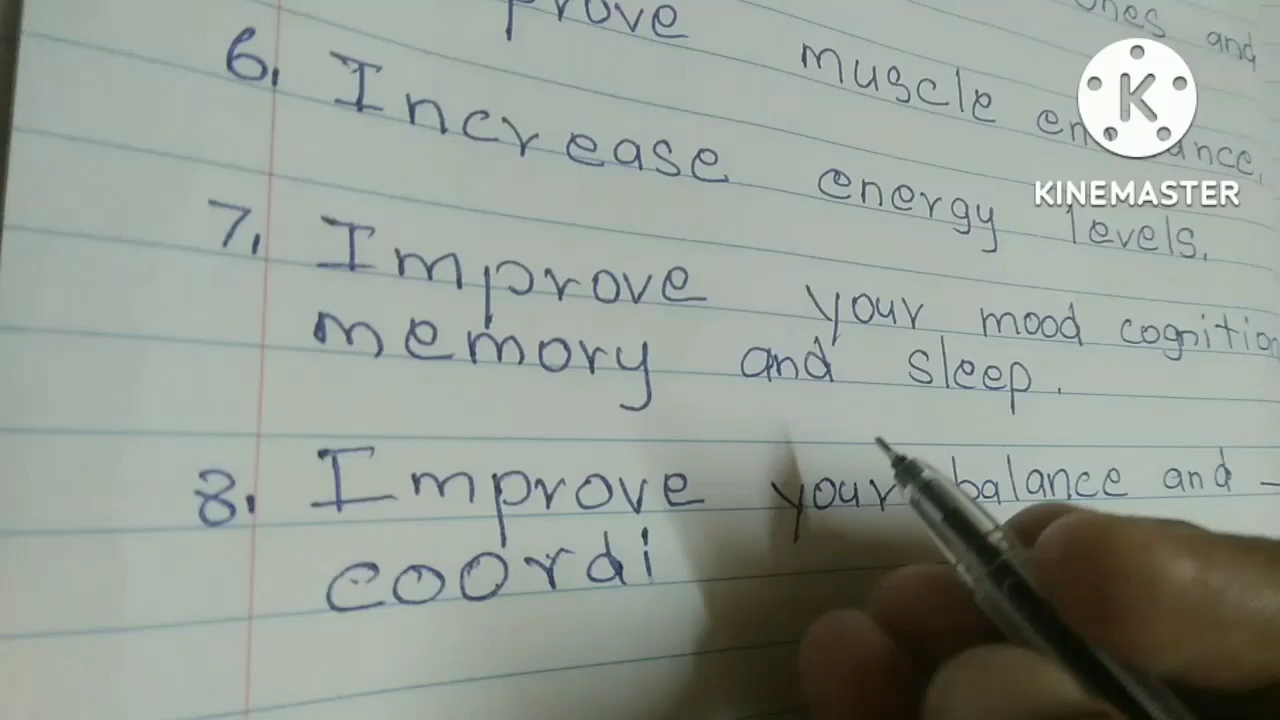 and
prove muscle
6. Increase energy levels.
7. Improve your mood cognition
memory and sleep.
8. Improve your balance and -
coordi
K
KINEMASTER